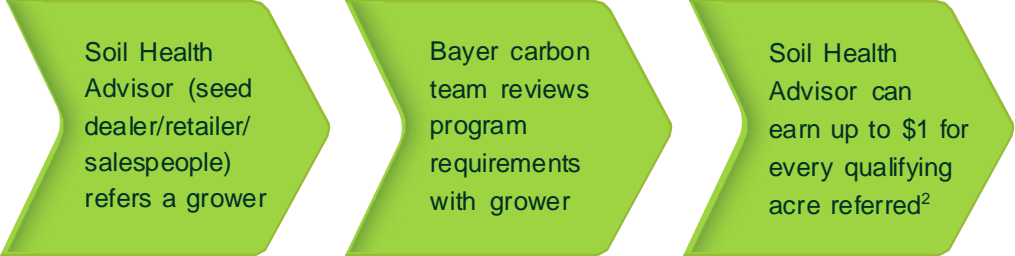 Soil Health
Advisor (seed
dealer/retailer/
salespeople)
refers a grower
Bayer carbon
team reviews
program
requirements
with grower
Soil Health
Advisor can
earn up to $1 for
every qualifying
acre referred²